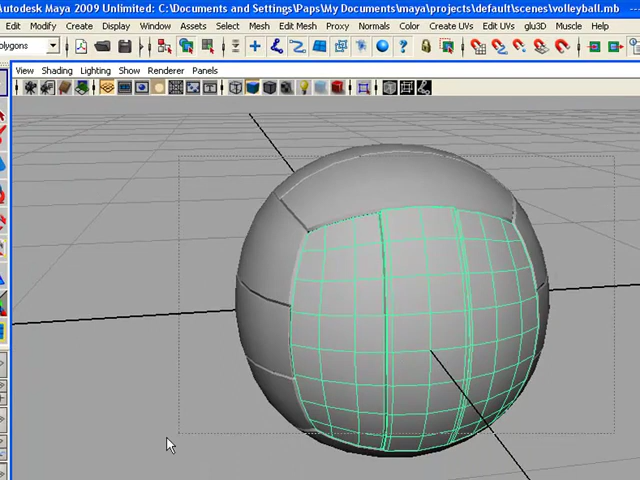 Autodesk Maya 2009 Unlimited: C:\Documents and Settings\Paps\My Documents\maya\projects\default\scenes\volleyball.mb
Edit Modify Create Display Window Assets Select Mesh Edit Mesh Proxy Normals Color Create UVs Edit UVs glu3D Muscle Help
olygons
View Shading Lighting Show Renderer Panels